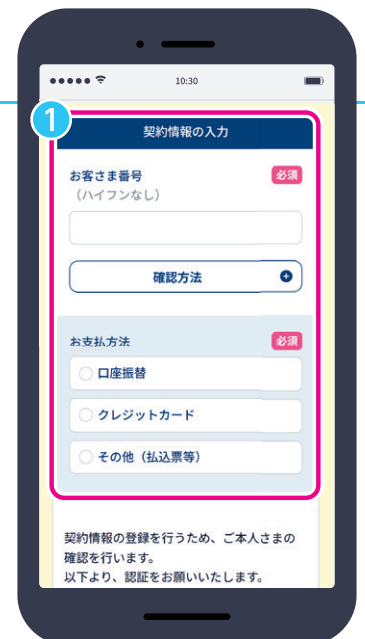 10:30
1
契約情報の入力
お客さま番号
必須
（ハイフンなし）
確認方法
お支払方法
必須
口座振替
クレジットカード
その他（払込票等）
契約情報の登録を行うため、ご本人さまの
確認を行います。
以下より、認証をお願いいたします。